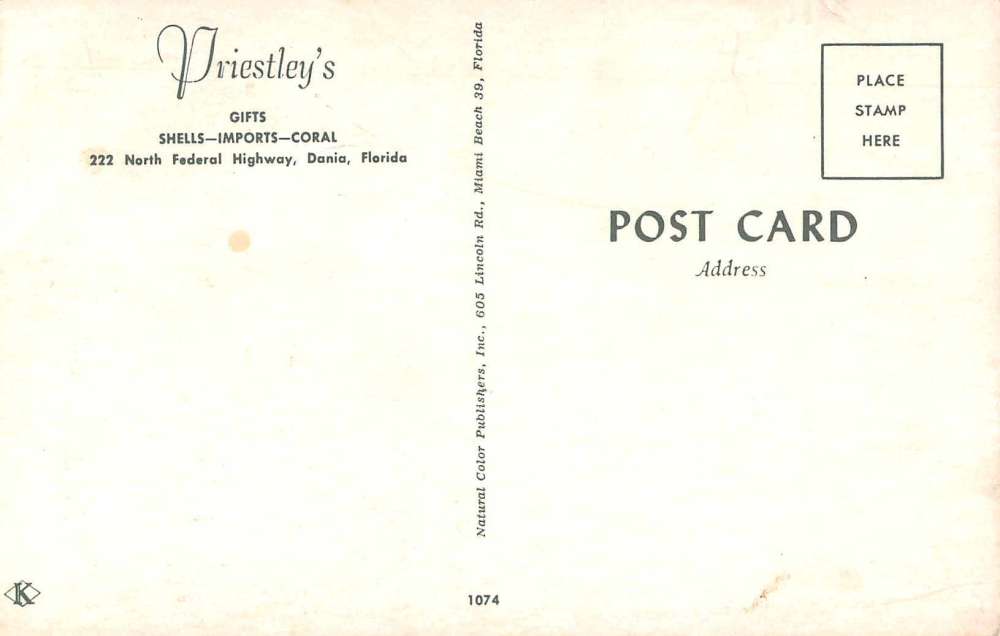 Priestley's
GIFTS
SHELLS—IMPORTS—CORAL
222 North Federal Highway, Dania, Florida
K
Natural Color Publishers, Inc., 605 Lincoln Rd., Miami Beach 39, Florida
1074
PLACE
STAMP
HERE
POST CARD
Address